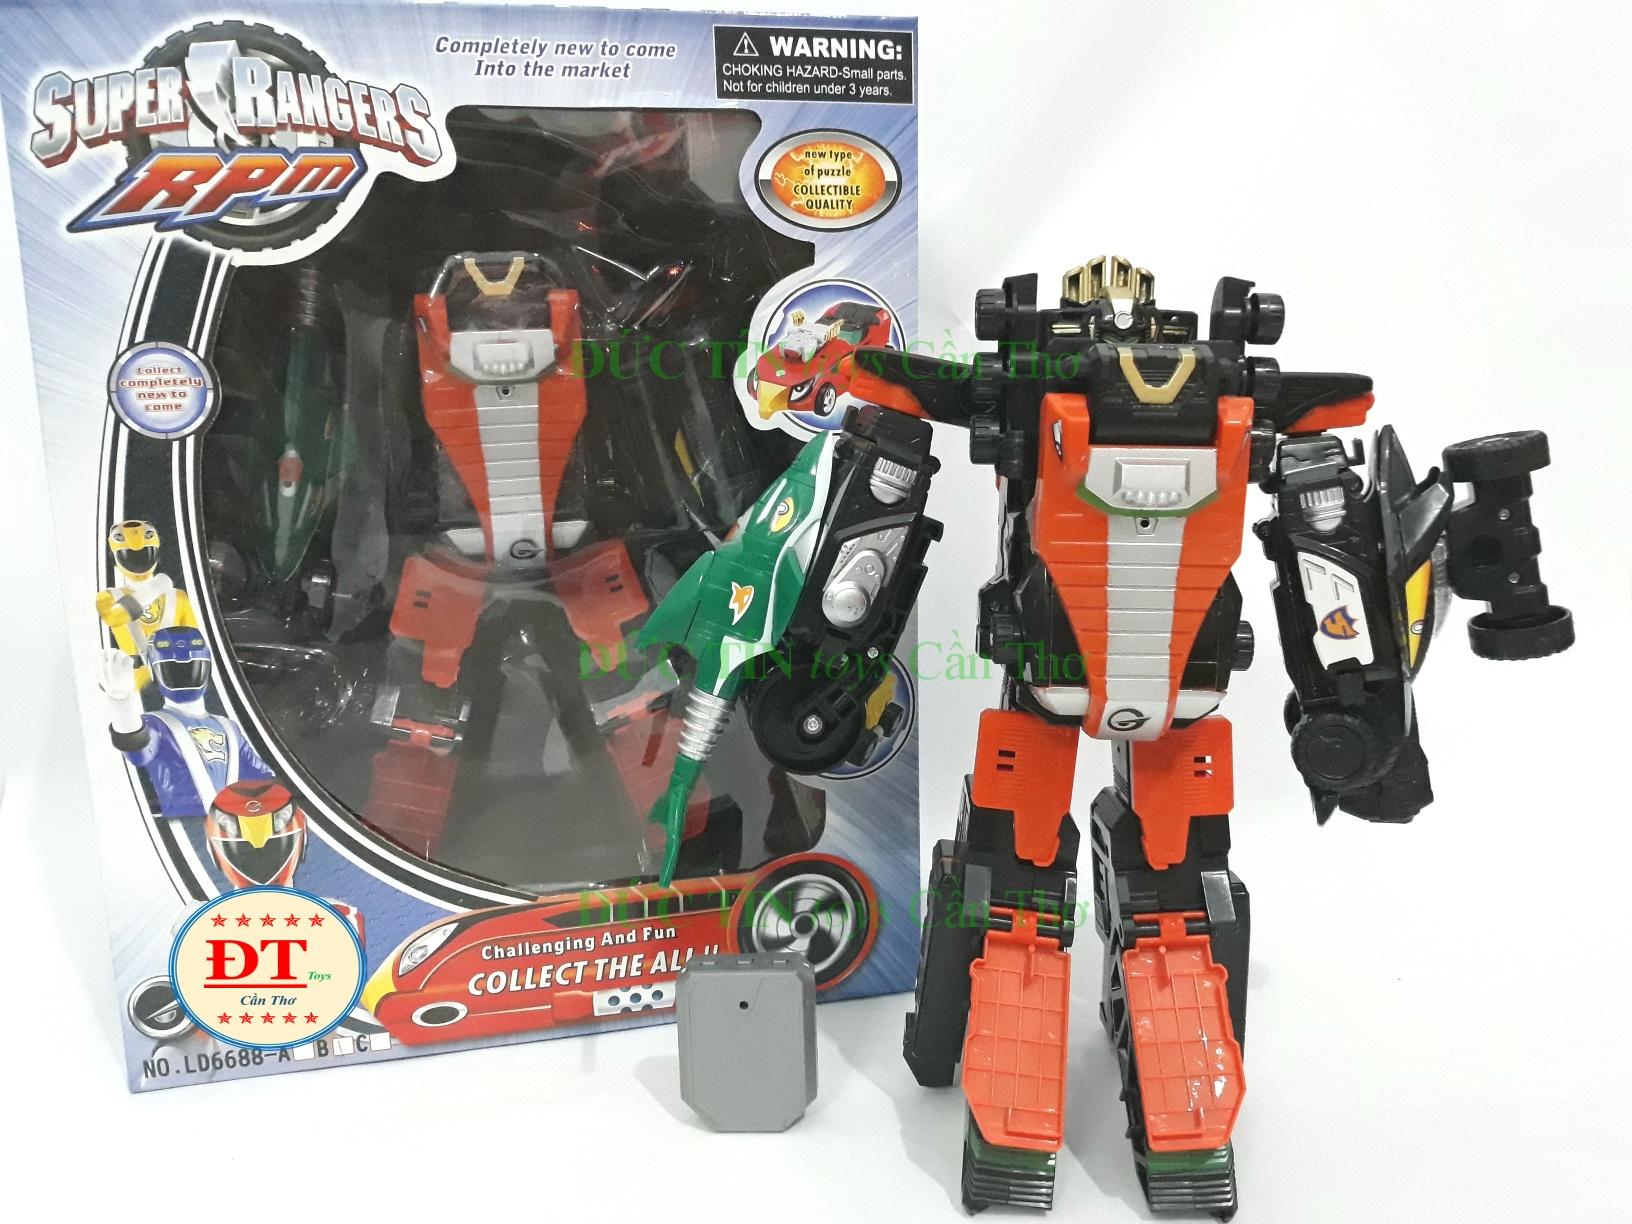 Completely new to come
Into the market
WARNING:
CHOKING HAZARD-Small parts.
Not for children under 3 years.
SUPER RANGERS
RPM
new type
of puzzle
COLLECTIBLE
QUALITY
Collect
completely
new to
come
ĐỨC TÍN toys Cần Thơ
ĐỨC TÍN toys Cần Thơ
ĐỨC TÍN toys Cần Thơ
Challenging And Fun
COLLECT THE ALL!!
ĐT Toys
Cần Thơ
NO.LD6688-A B C